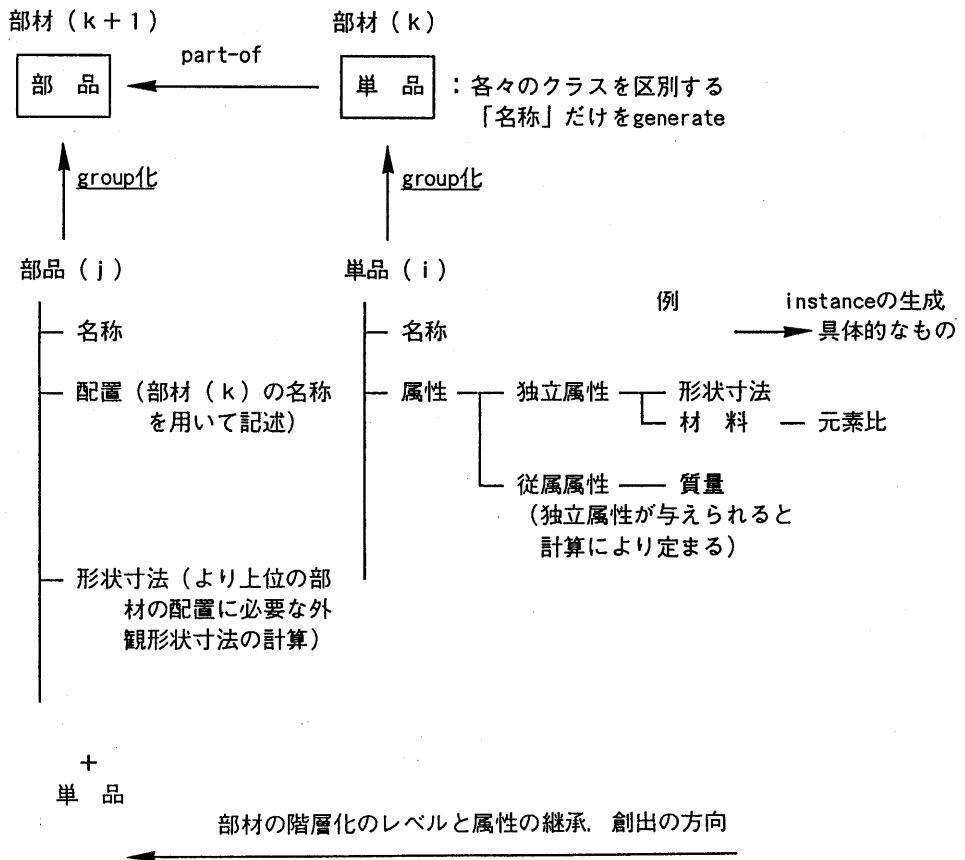 部材（ｋ＋１）
部材（ｋ）
part-of
部　品
単　品
：各々のクラスを区別する
「名称」だけをgenerate
group化
group化
部品（ｊ）
単品（ｉ）
例
instanceの生成
具体的なもの
名称
名称
配置（部材（ｋ）の名称
を用いて記述）
属性
独立属性
形状寸法
材　料
元素比
従属属性
質量
（独立属性が与えられると
計算により定まる）
形状寸法（より上位の部
材の配置に必要な外
観形状寸法の計算）
＋
単　品
部材の階層化のレベルと属性の継承，創出の方向